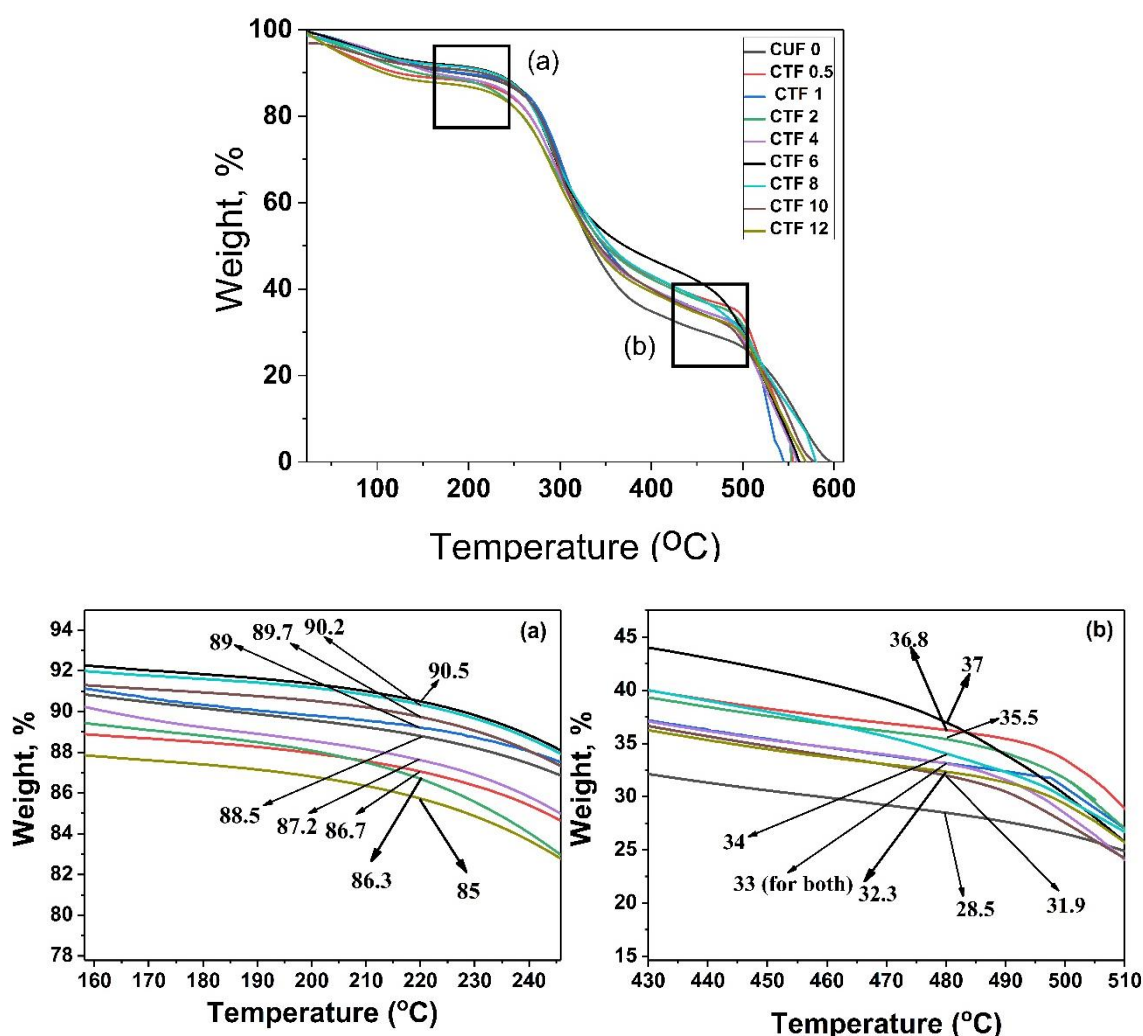 100
80
60
40
20
0
Weight, %
(a)
(b)
CUF 0
CTF 0.5
CTF 1
CTF 2
CTF 4
CTF 6
CTF 8
CTF 10
CTF 12
100 200 300 400 500 600
Temperature (OC)
(a)
94
92
90
88
86
84
82
80
78
Weight, %
89
89.7
90.2
90.5
88.5
87.2
86.7
86.3
85
160 170 180 190 200 210 220 230 240
Temperature (oC)
(b)
45
40
35
30
25
20
15
Weight, %
36.8
37
35.5
34
33 (for both)
32.3
28.5
31.9
430 440 450 460 470 480 490 500 510
Temperature (oC)